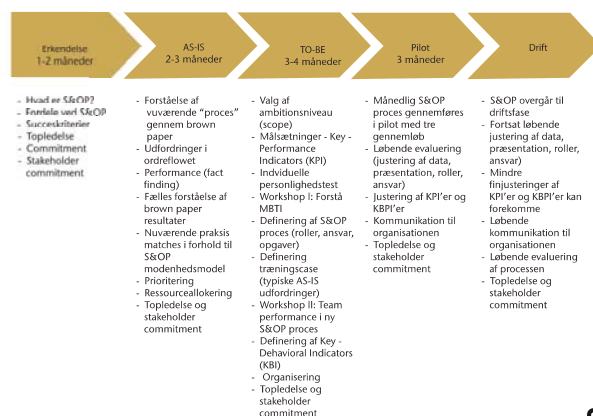 Erkendelse
1-2 måneder
AS-IS
2-3 måneder
TO-BE
3-4 måneder
Pilot
3 måneder
Drift
- Hvad er S&OP?
- Fordele ved S&OP
- Succeskriterier
- Topledelse
- Commitment
- Stakeholder
commitment
- Forståelse af
vuværende “proces”
gennem brown
paper
- Udfordringer i
ordreflowet
- Performance (fact
finding)
- Fælles forståelse af
brown paper
resultater
- Nuværende praksis
matches i forhold til
S&OP
modenhedsmodel
- Prioritering
- Ressourceallokering
- Topledelse og
stakeholder
commitment
- Valg af
ambitionsniveau
(scope)
- Målsætninger - Key -
Performance
Indicators (KPI)
- Indviduelle
personlighedstest
- Workshop I: Forstå
MBTI
- Definering af S&OP
proces (roller, ansvar,
opgaver)
- Definering
træningscase
(typiske AS-IS
udfordringer)
- Workshop II: Team
performance i ny
S&OP proces
- Definering af Key -
Behavioral Indicators
(KBI)
- Organisering
- Topledelse og
stakeholder
commitment
- Månedlig S&OP
proces gennemføres
i pilot med tre
gennemløb
- Løbende evaluering
(justering af data,
præsentation, roller,
ansvar)
- Justering af KPI’er og
KBPI’er
- Kommunikation til
organisationen
- Topledelse og
stakeholder
commitment
- S&OP overgår til
driftsfase
- Fortsat løbende
justering af data,
præsentation, roller,
ansvar)
- Mindre
finjusteringer af
KPI’er og KBPI’er kan
forekomme
- Løbende
kommunikation til
organisationen
- Løbende evaluering
af processen
- Topledelse og
stakeholder
commitment